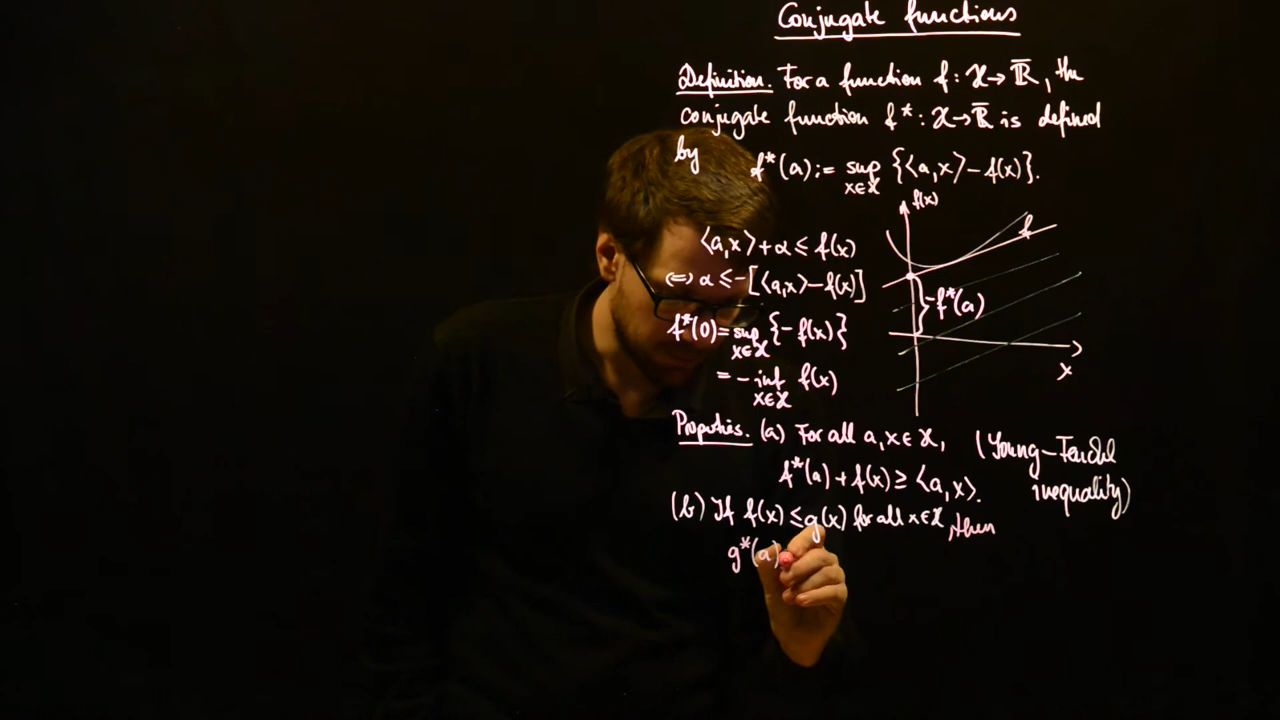 Conjugate functions
Definition. For a function f : X → R̅, the
conjugate function f* : X → R̅ is defined
by f*(a) := sup {⟨a,x⟩ − f(x)}.
x∈X
f(x)
f
⟨a,x⟩ + α ≤ f(x)
⟺ α ≤ −[⟨a,x⟩ − f(x)]
−f*(a)
f*(0) = sup {−f(x)}
x∈X
x
= − inf f(x)
x∈X
Properties. (a) For all a, x ∈ X, (Young-Fenchel
f*(a) + f(x) ≥ ⟨a,x⟩. inequality)
(b) If f(x) ≤ g(x) for all x∈X, then
g*(a)